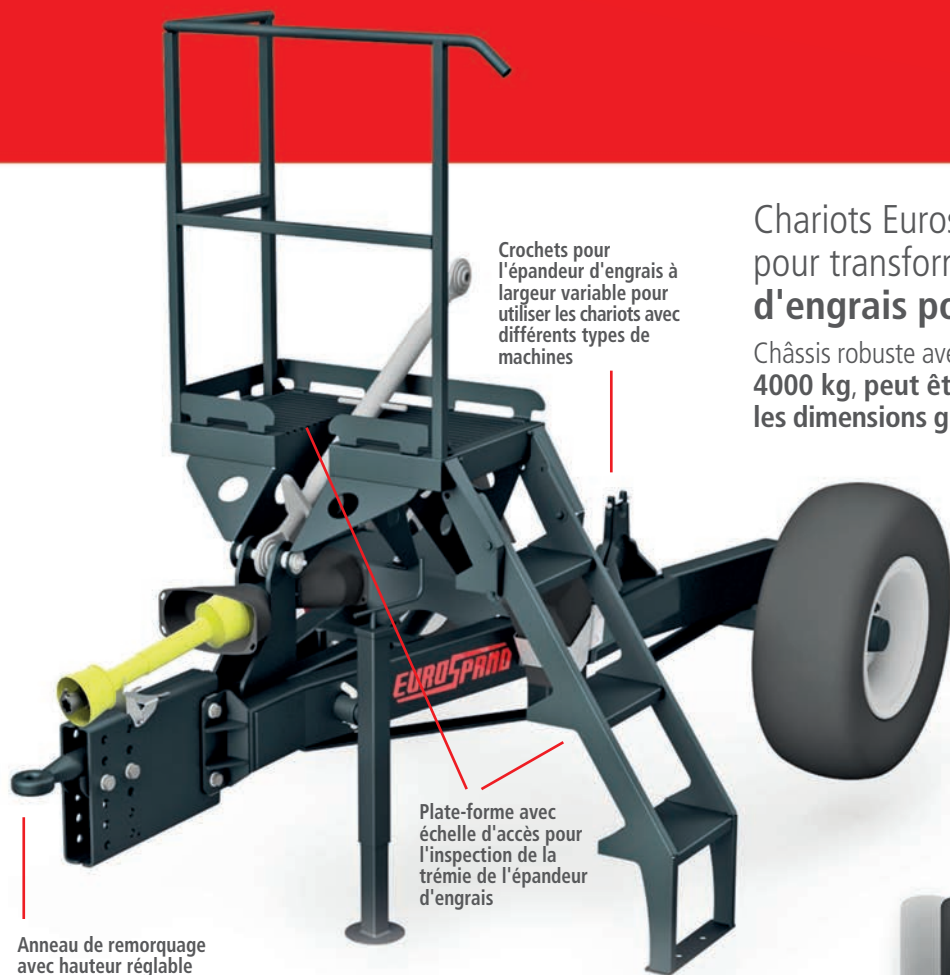 Chariots Euros
pour transform
d'engrais po
Châssis robuste ave
4000 kg, peut êt
les dimensions g
Crochets pour
l'épandeur d'engrais à
largeur variable pour
utiliser les chariots avec
différents types de
machines
EUROSPAND
Plate-forme avec
échelle d'accès pour
l'inspection de la
trémie de l'épandeur
d'engrais
Anneau de remorquage
avec hauteur réglable